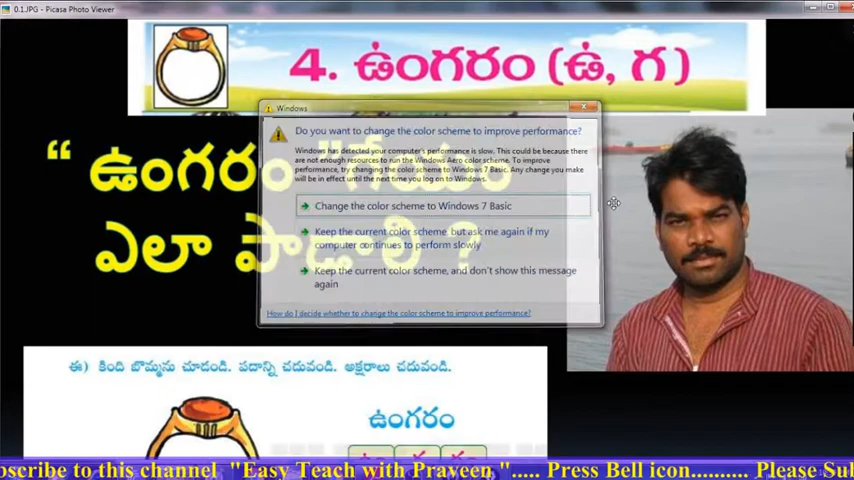 0.1.JPG - Picasa Photo Viewer
4. ఉంగరం (ఉ, గ)
Windows
Do you want to change the color scheme to improve performance?
Windows has detected your computer's performance is slow. This could be because there
are not enough resources to run the Windows Aero color scheme. To improve
performance, try changing the color scheme to Windows 7 Basic. Any change you make
will be in effect until the next time you log on to Windows.
Change the color scheme to Windows 7 Basic
Keep the current color scheme, but ask me again if my
computer continues to perform slowly
Keep the current color scheme, and don't show this message
again
How do I decide whether to change the color scheme to improve performance?
“ ఉంగరం "గేయం
ఎలా పాడాలి ?
ఈ) కింది బొమ్మను చూడండి. పదాన్ని చదువండి. అక్షరాలు చదువండి.
ఉంగరం
bscribe to this channel "Easy Teach with Praveen "..... Press Bell icon.......... Please Sub